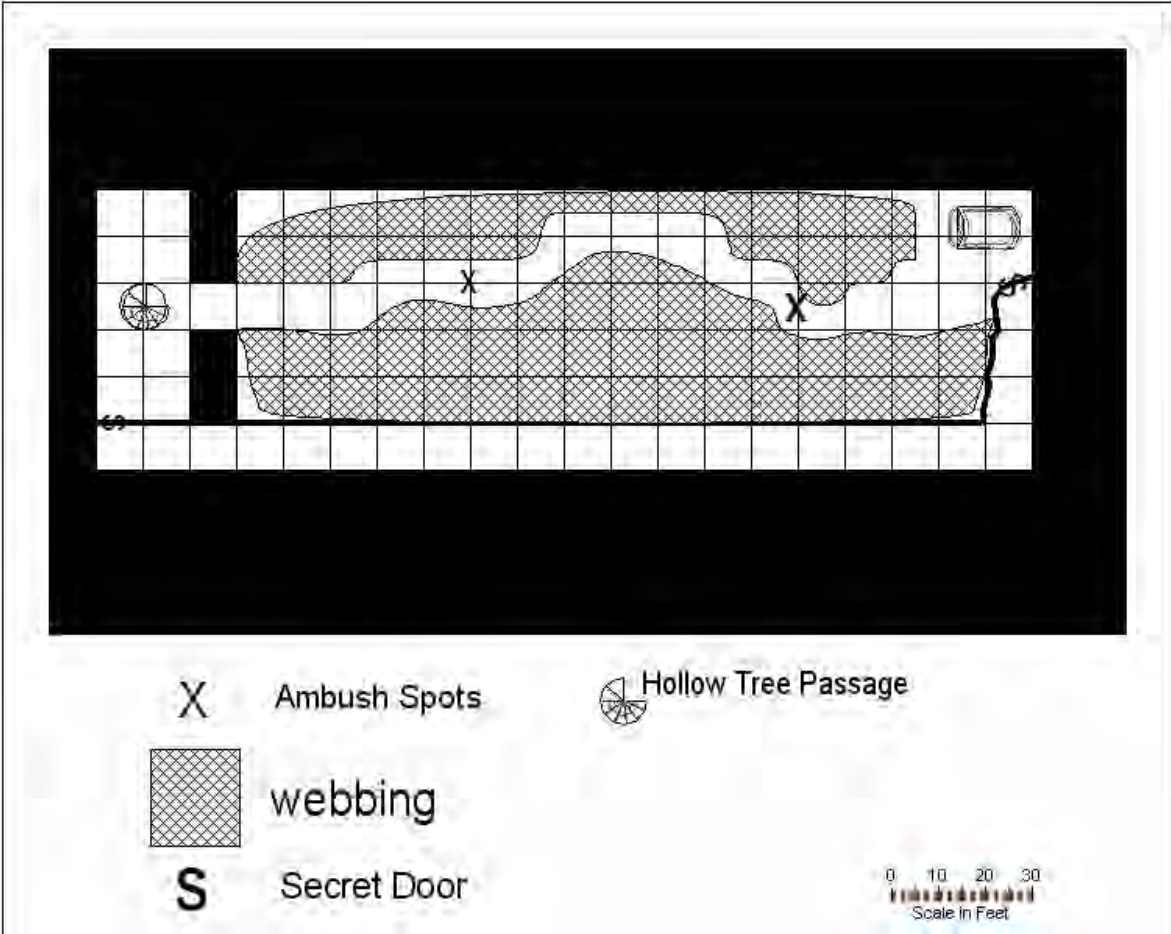 X
X
S
S
X Ambush Spots
Hollow Tree Passage
webbing
S Secret Door
0 10 20 30
Scale In Feet